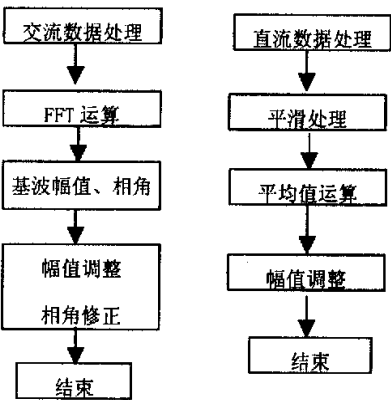 交流数据处理
FFT 运算
基波幅值、相角
幅值调整
相角修正
结束
直流数据处理
平滑处理
平均值运算
幅值调整
结束